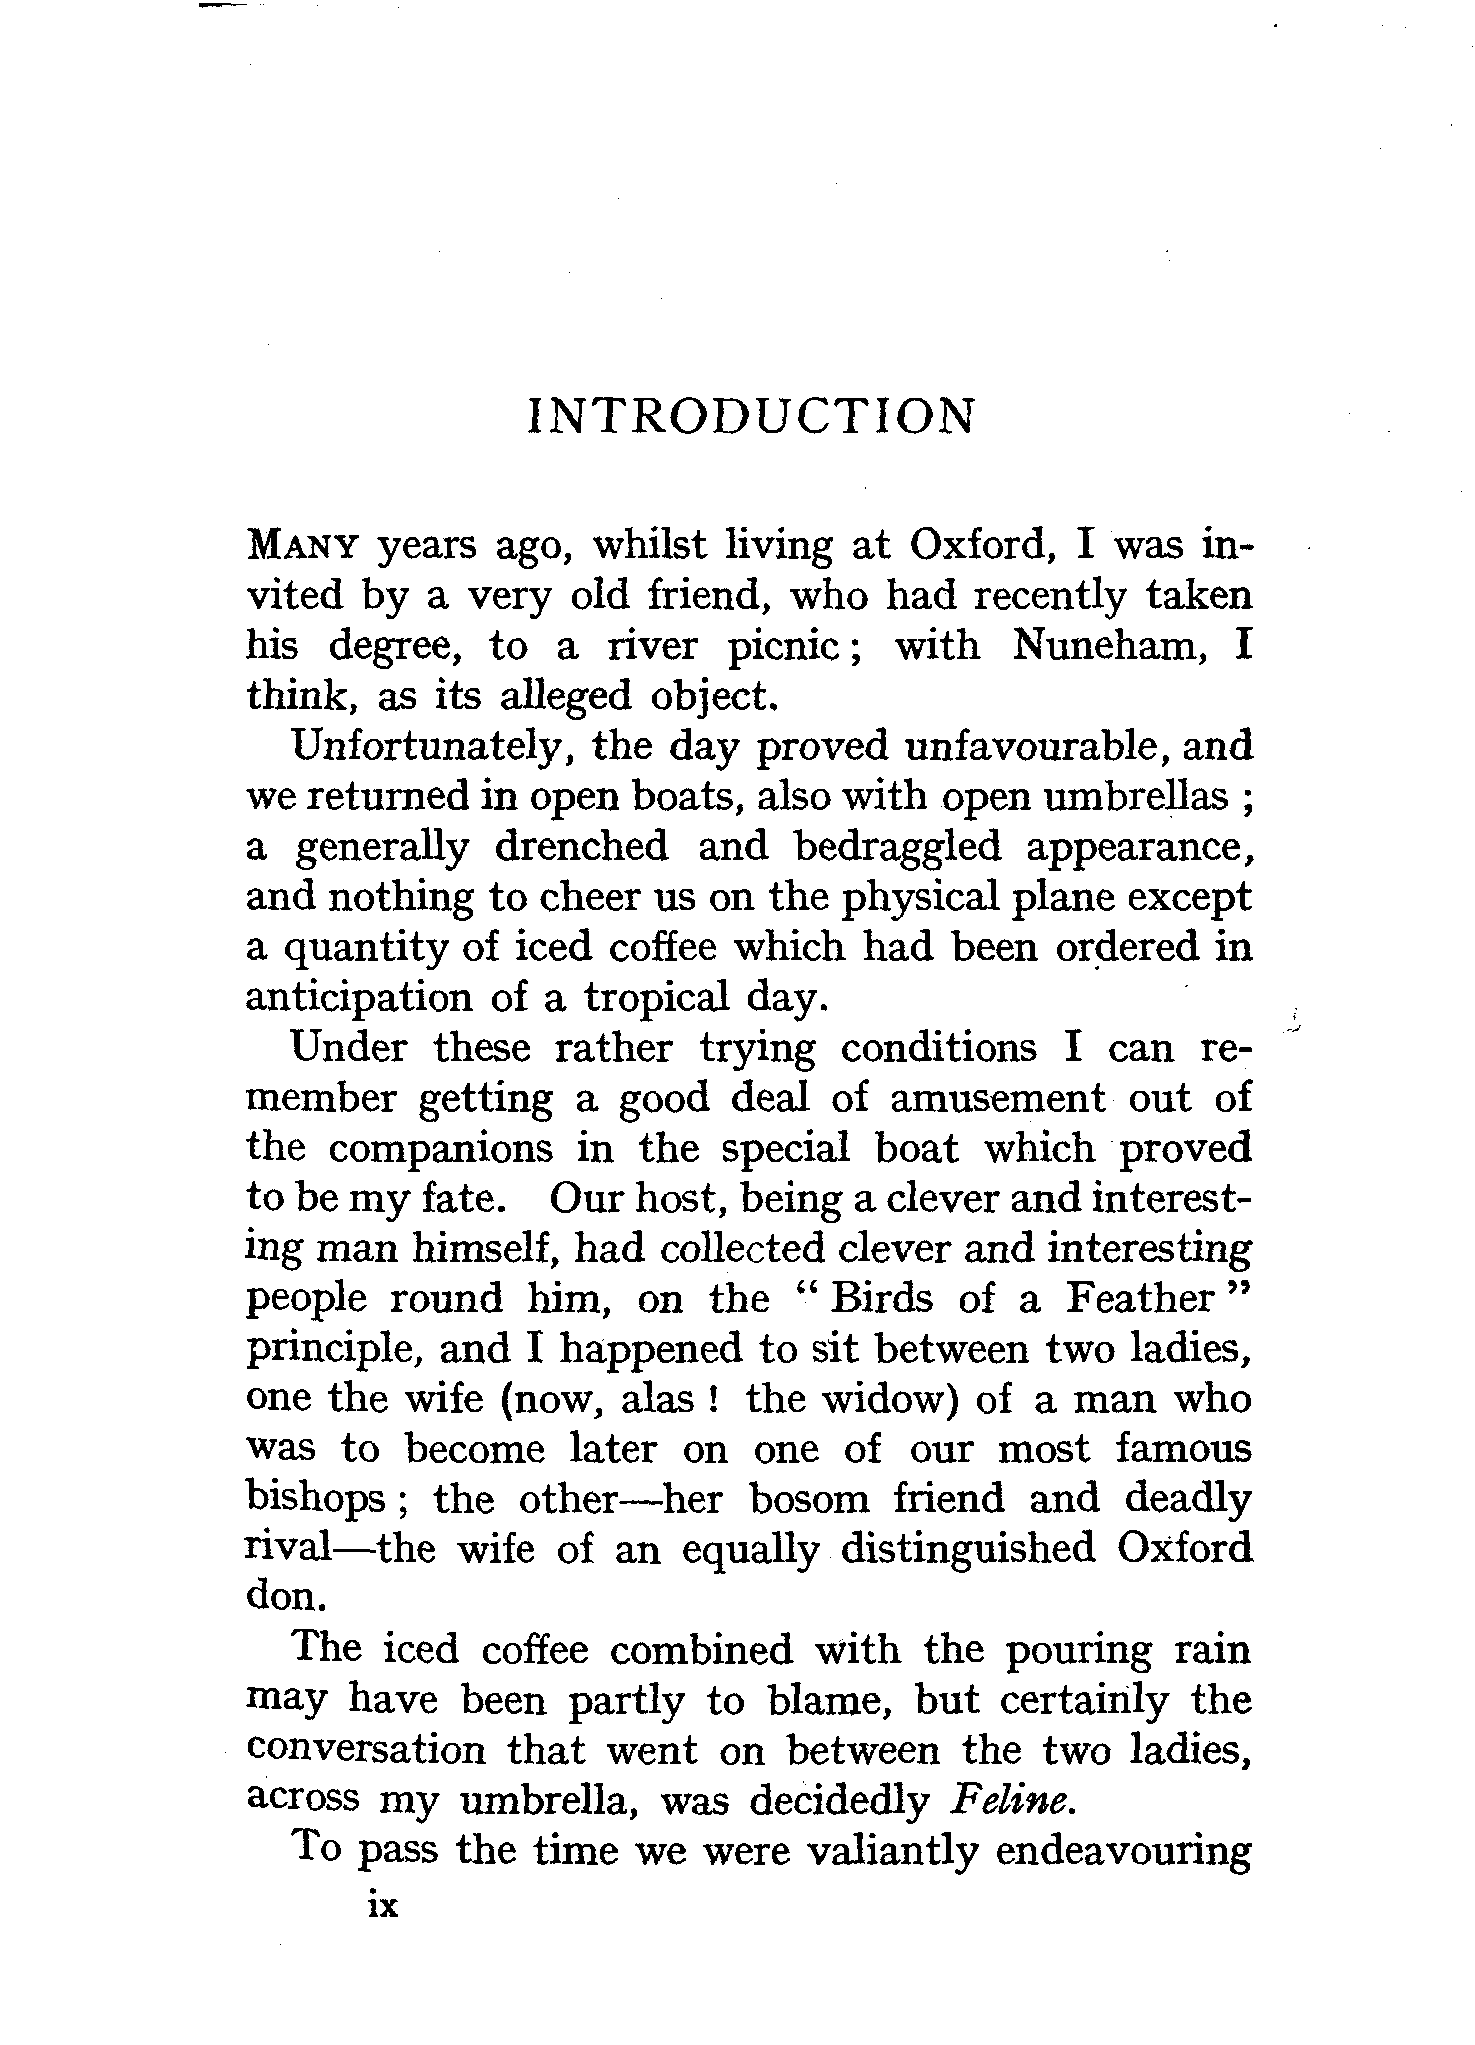 INTRODUCTION
MANY years ago, whilst living at Oxford, I was in-
vited by a very old friend, who had recently taken
his degree, to a river picnic ; with Nuneham, I
think, as its alleged object.
Unfortunately, the day proved unfavourable, and
we returned in open boats, also with open umbrellas ;
a generally drenched and bedraggled appearance,
and nothing to cheer us on the physical plane except
a quantity of iced coffee which had been ordered in
anticipation of a tropical day.
Under these rather trying conditions I can re-
member getting a good deal of amusement out of
the companions in the special boat which proved
to be my fate. Our host, being a clever and interest-
ing man himself, had collected clever and interesting
people round him, on the “ Birds of a Feather ”
principle, and I happened to sit between two ladies,
one the wife (now, alas ! the widow) of a man who
was to become later on one of our most famous
bishops ; the other—her bosom friend and deadly
rival—the wife of an equally distinguished Oxford
don.
The iced coffee combined with the pouring rain
may have been partly to blame, but certainly the
conversation that went on between the two ladies,
across my umbrella, was decidedly Feline.
To pass the time we were valiantly endeavouring
ix